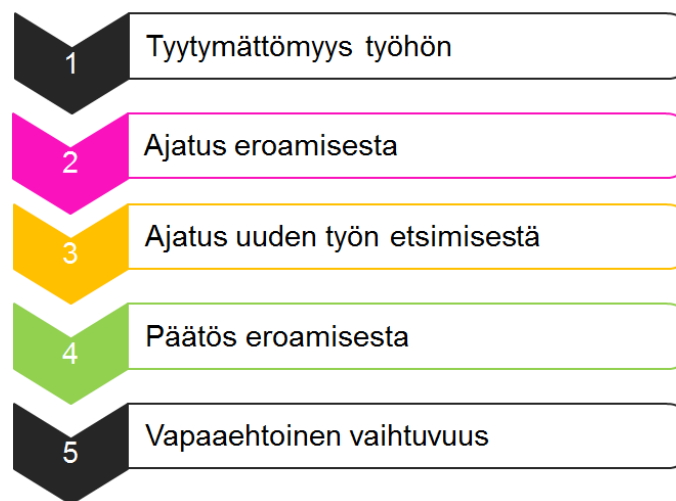 1 Tyytymättömyys työhön
2 Ajatus eroamisesta
3 Ajatus uuden työn etsimisestä
4 Päätös eroamisesta
5 Vapaaehtoinen vaihtuvuus